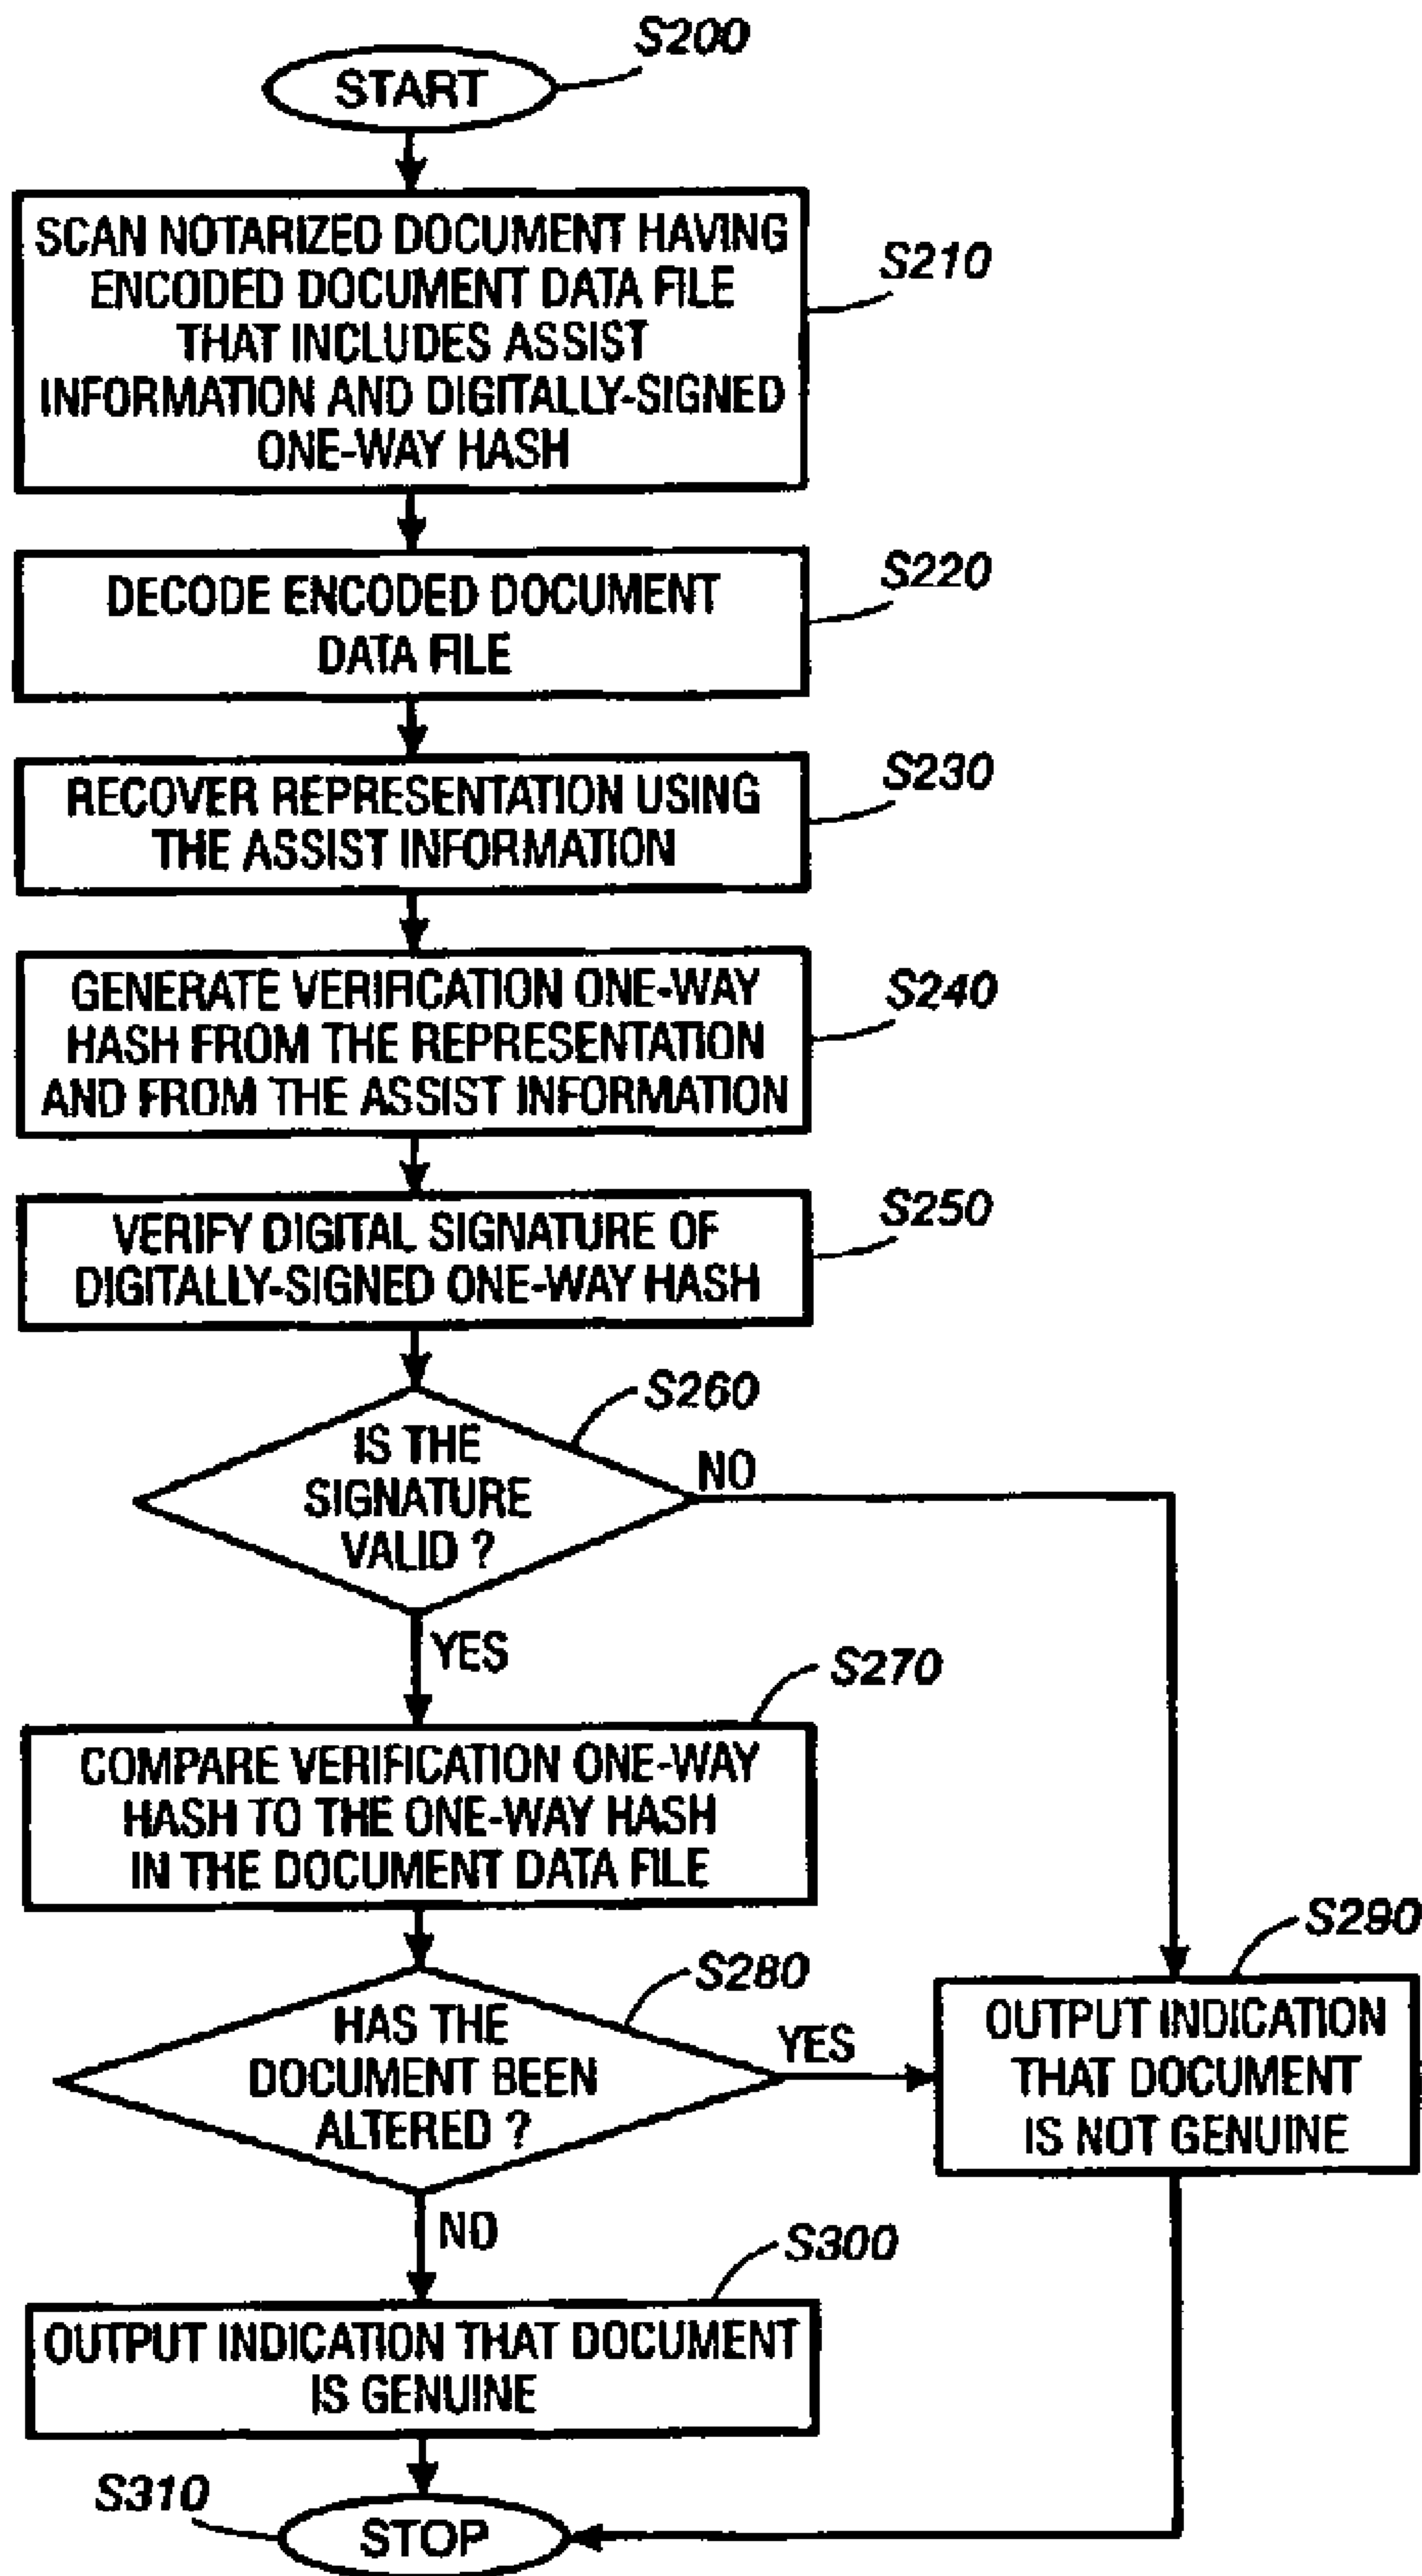 S200
START
SCAN NOTARIZED DOCUMENT HAVING
ENCODED DOCUMENT DATA FILE
THAT INCLUDES ASSIST
INFORMATION AND DIGITALLY-SIGNED
ONE-WAY HASH
S210
DECODE ENCODED DOCUMENT
DATA FILE
S220
RECOVER REPRESENTATION USING
THE ASSIST INFORMATION
S230
GENERATE VERIFICATION ONE-WAY
HASH FROM THE REPRESENTATION
AND FROM THE ASSIST INFORMATION
S240
VERIFY DIGITAL SIGNATURE OF
DIGITALLY-SIGNED ONE-WAY HASH
S250
IS THE
SIGNATURE
VALID ?
S260
NO
YES
S270
COMPARE VERIFICATION ONE-WAY
HASH TO THE ONE-WAY HASH
IN THE DOCUMENT DATA FILE
S280
HAS THE
DOCUMENT BEEN
ALTERED ?
YES
S290
OUTPUT INDICATION
THAT DOCUMENT
IS NOT GENUINE
NO
S300
OUTPUT INDICATION THAT DOCUMENT
IS GENUINE
S310
STOP